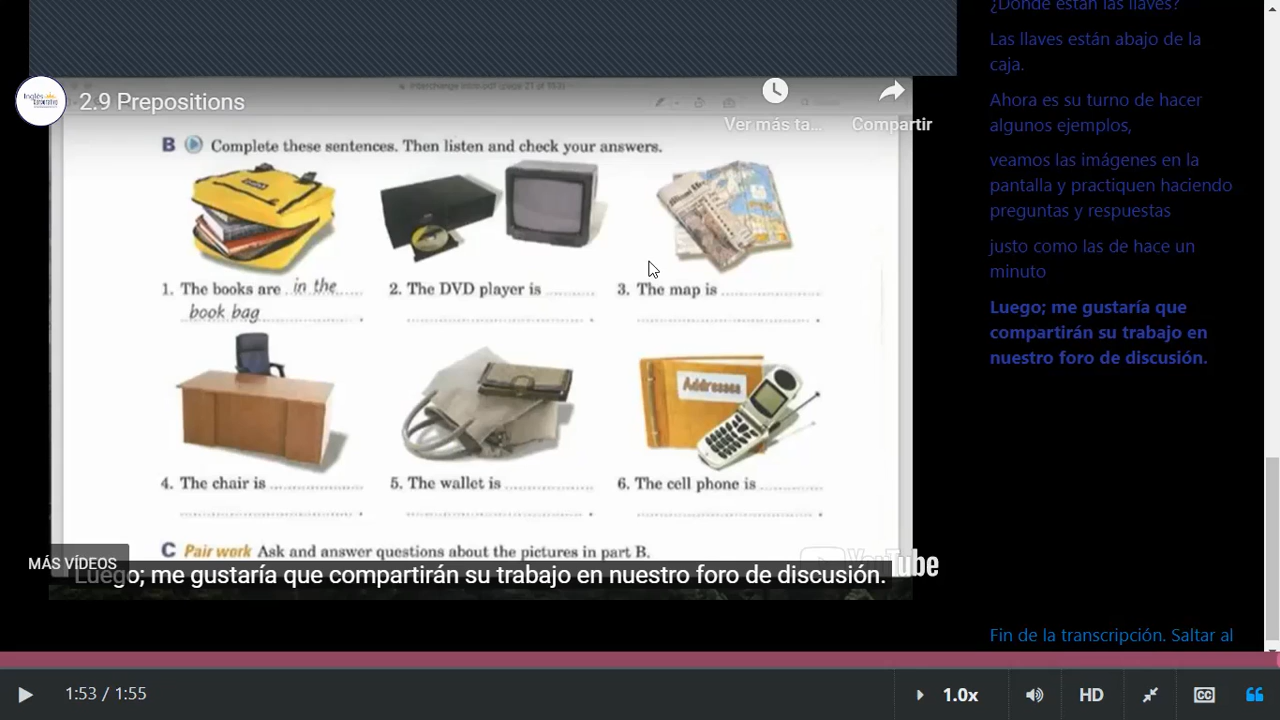 ¿Dónde están las llaves?
Las llaves están abajo de la
caja.
Ahora es su turno de hacer
algunos ejemplos,
veamos las imágenes en la
pantalla y practiquen haciendo
preguntas y respuestas
justo como las de hace un
minuto
Luego; me gustaría que
compartirán su trabajo en
nuestro foro de discusión.
Fin de la transcripción. Saltar al
2.9 Prepositions
Ver más ta...
Compartir
B Complete these sentences. Then listen and check your answers.
1. The books are in the
book bag.
2. The DVD player is
3. The map is
4. The chair is
5. The wallet is
Addresses
6. The cell phone is
C Pair work Ask and answer questions about the pictures in part B.
MÁS VÍDEOS
YouTube
Luego; me gustaría que compartirán su trabajo en nuestro foro de discusión.
1:53 / 1:55
1.0x
HD
CC